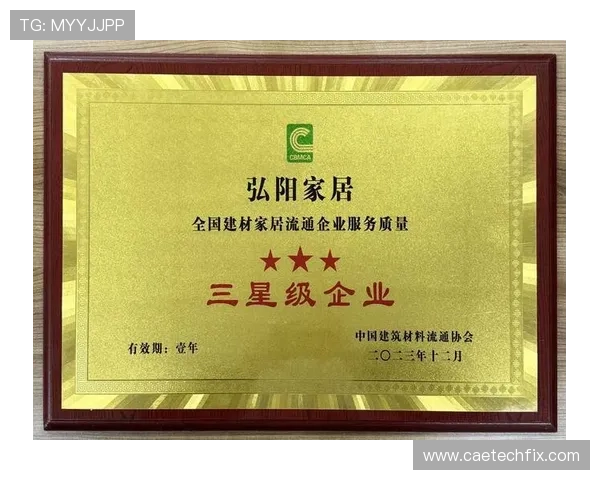 TG: MYYJJPP
CBMCA
弘阳家居
全国建材家居流通企业服务质量
三星级企业
有效期：壹年
中国建筑材料流通协会
二〇二三年十二月
www.caetechfix.com